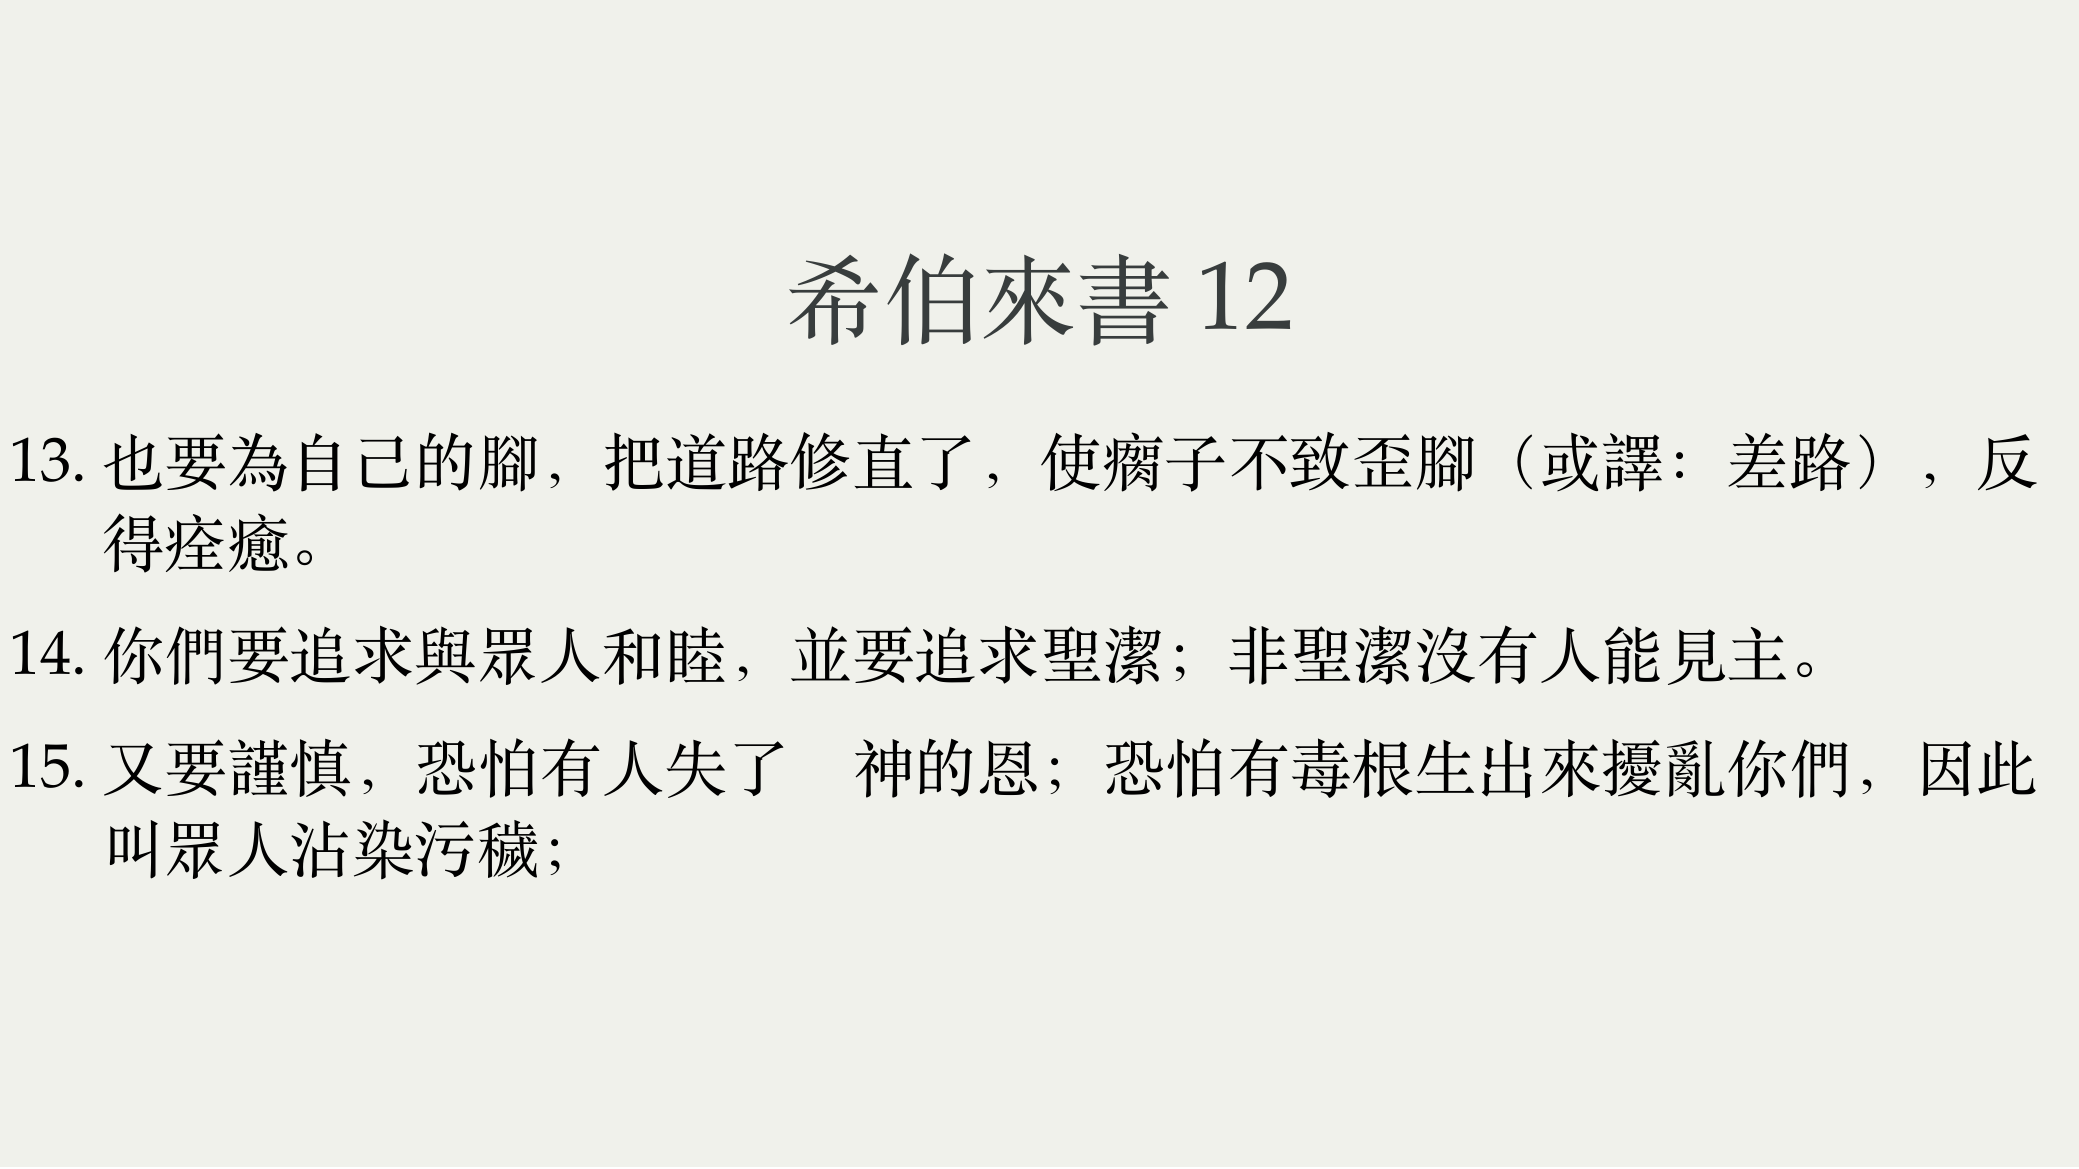 希伯來書 12
13. 也要為自己的腳，把道路修直了，使瘸子不致歪腳（或譯：差路），反
得痊癒。
14. 你們要追求與眾人和睦，並要追求聖潔；非聖潔沒有人能見主。
15. 又要謹慎，恐怕有人失了　神的恩；恐怕有毒根生出來擾亂你們，因此
叫眾人沾染污穢；